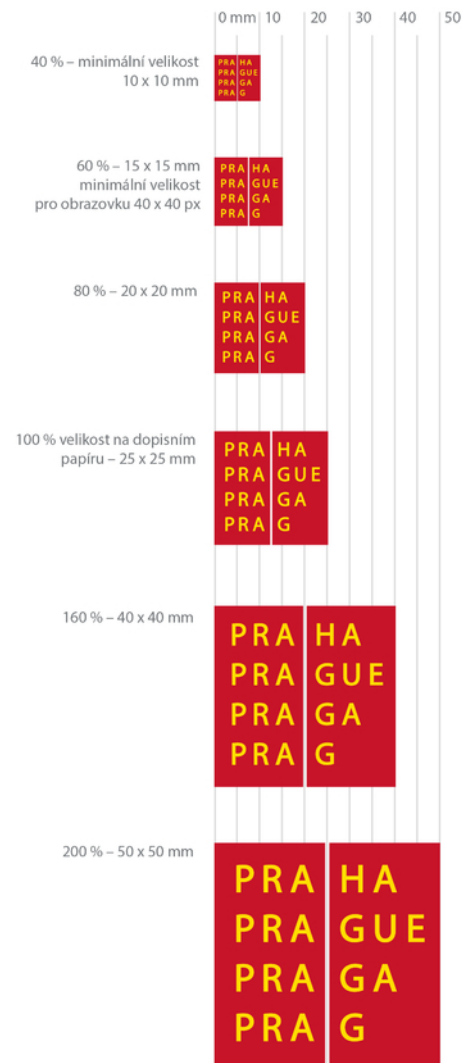 0 mm 10 20 30 40 50
40 % – minimální velikost
10 x 10 mm
PRA HA
PRA GUE
PRA GA
PRA G
60 % – 15 x 15 mm
minimální velikost
pro obrazovku 40 x 40 px
PRA HA
PRA GUE
PRA GA
PRA G
80 % – 20 x 20 mm
PRA HA
PRA GUE
PRA GA
PRA G
100 % velikost na dopisním
papíru – 25 x 25 mm
PRA HA
PRA GUE
PRA GA
PRA G
160 % – 40 x 40 mm
PRA HA
PRA GUE
PRA GA
PRA G
200 % – 50 x 50 mm
PRA HA
PRA GUE
PRA GA
PRA G